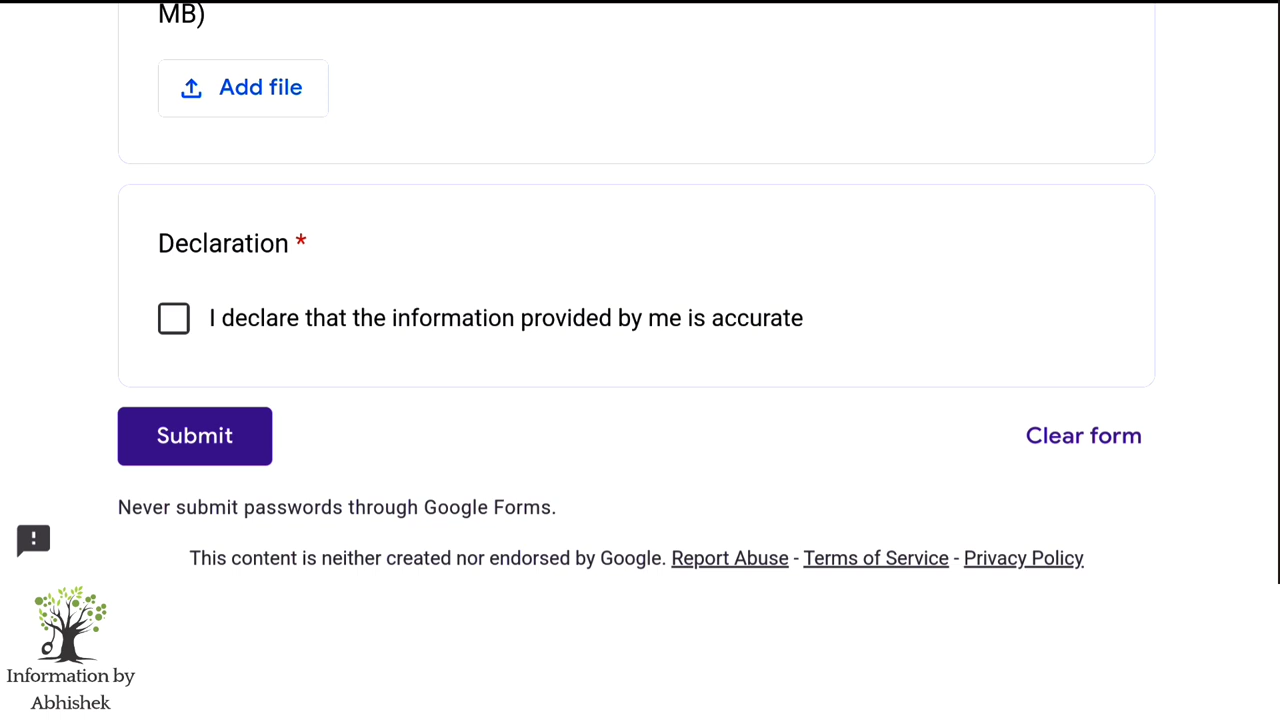 MB)
Add file
Declaration *
I declare that the information provided by me is accurate
Submit
Clear form
Never submit passwords through Google Forms.
This content is neither created nor endorsed by Google. Report Abuse - Terms of Service - Privacy Policy
Information by
Abhishek